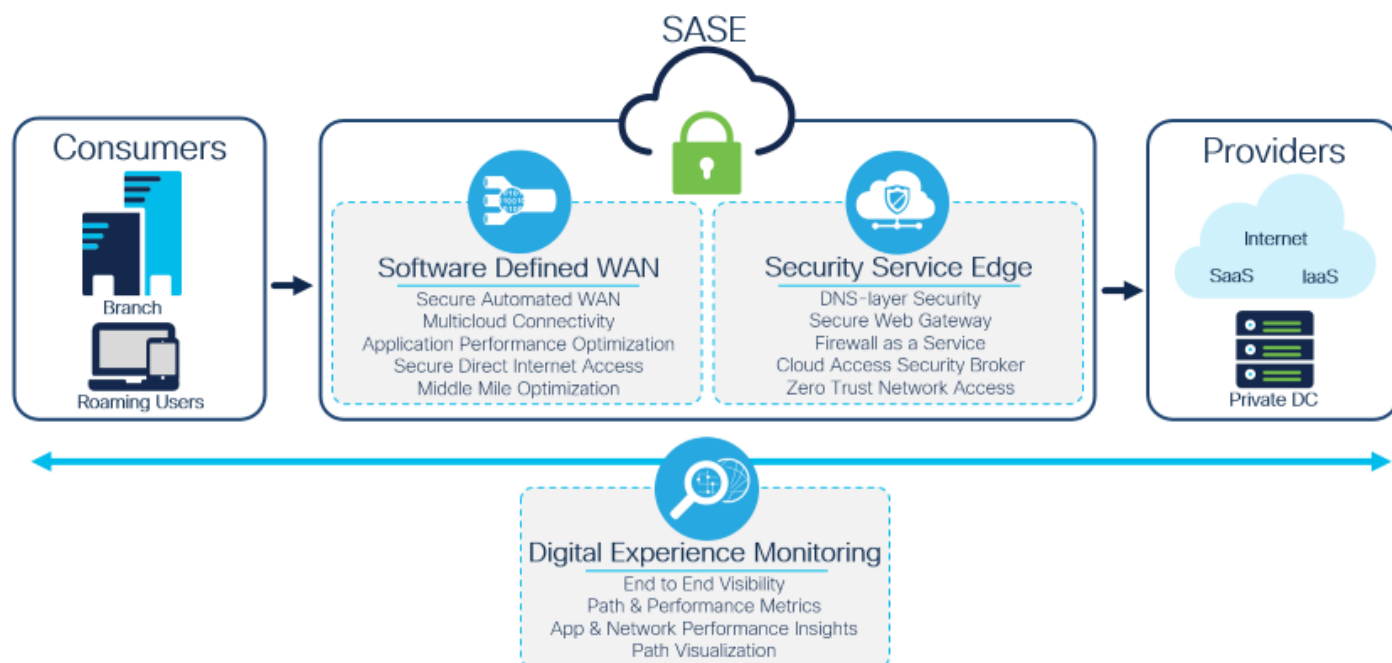 SASE
Consumers
Branch
Roaming Users
Software Defined WAN
Secure Automated WAN
Multicloud Connectivity
Application Performance Optimization
Secure Direct Internet Access
Middle Mile Optimization
Security Service Edge
DNS-layer Security
Secure Web Gateway
Firewall as a Service
Cloud Access Security Broker
Zero Trust Network Access
Providers
Internet
SaaS IaaS
Private DC
Digital Experience Monitoring
End to End Visibility
Path & Performance Metrics
App & Network Performance Insights
Path Visualization